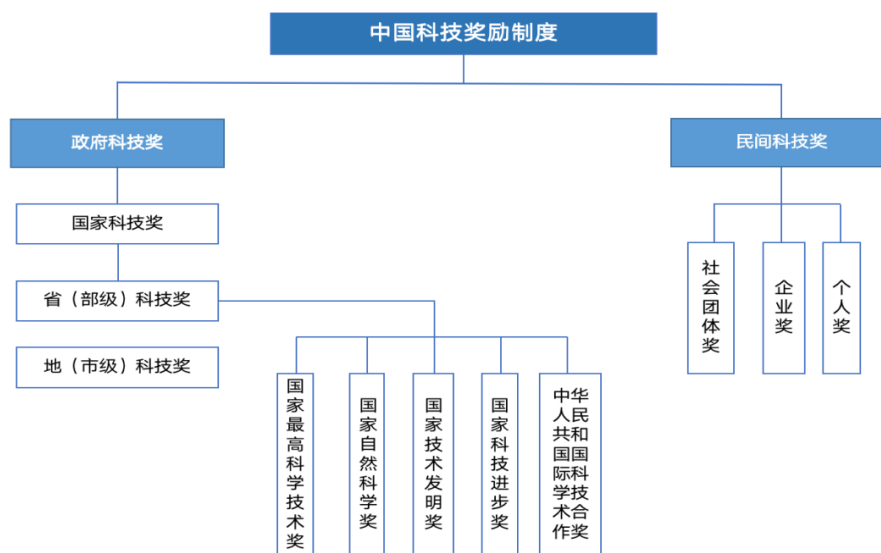 中国科技奖励制度
政府科技奖
民间科技奖
国家科技奖
省（部级）科技奖
地（市级）科技奖
社会团体奖
企业奖
个人奖
国家最高科学技术奖
国家自然科学奖
国家技术发明奖
国家科技进步奖
中华人民共和国国际科学技术合作奖